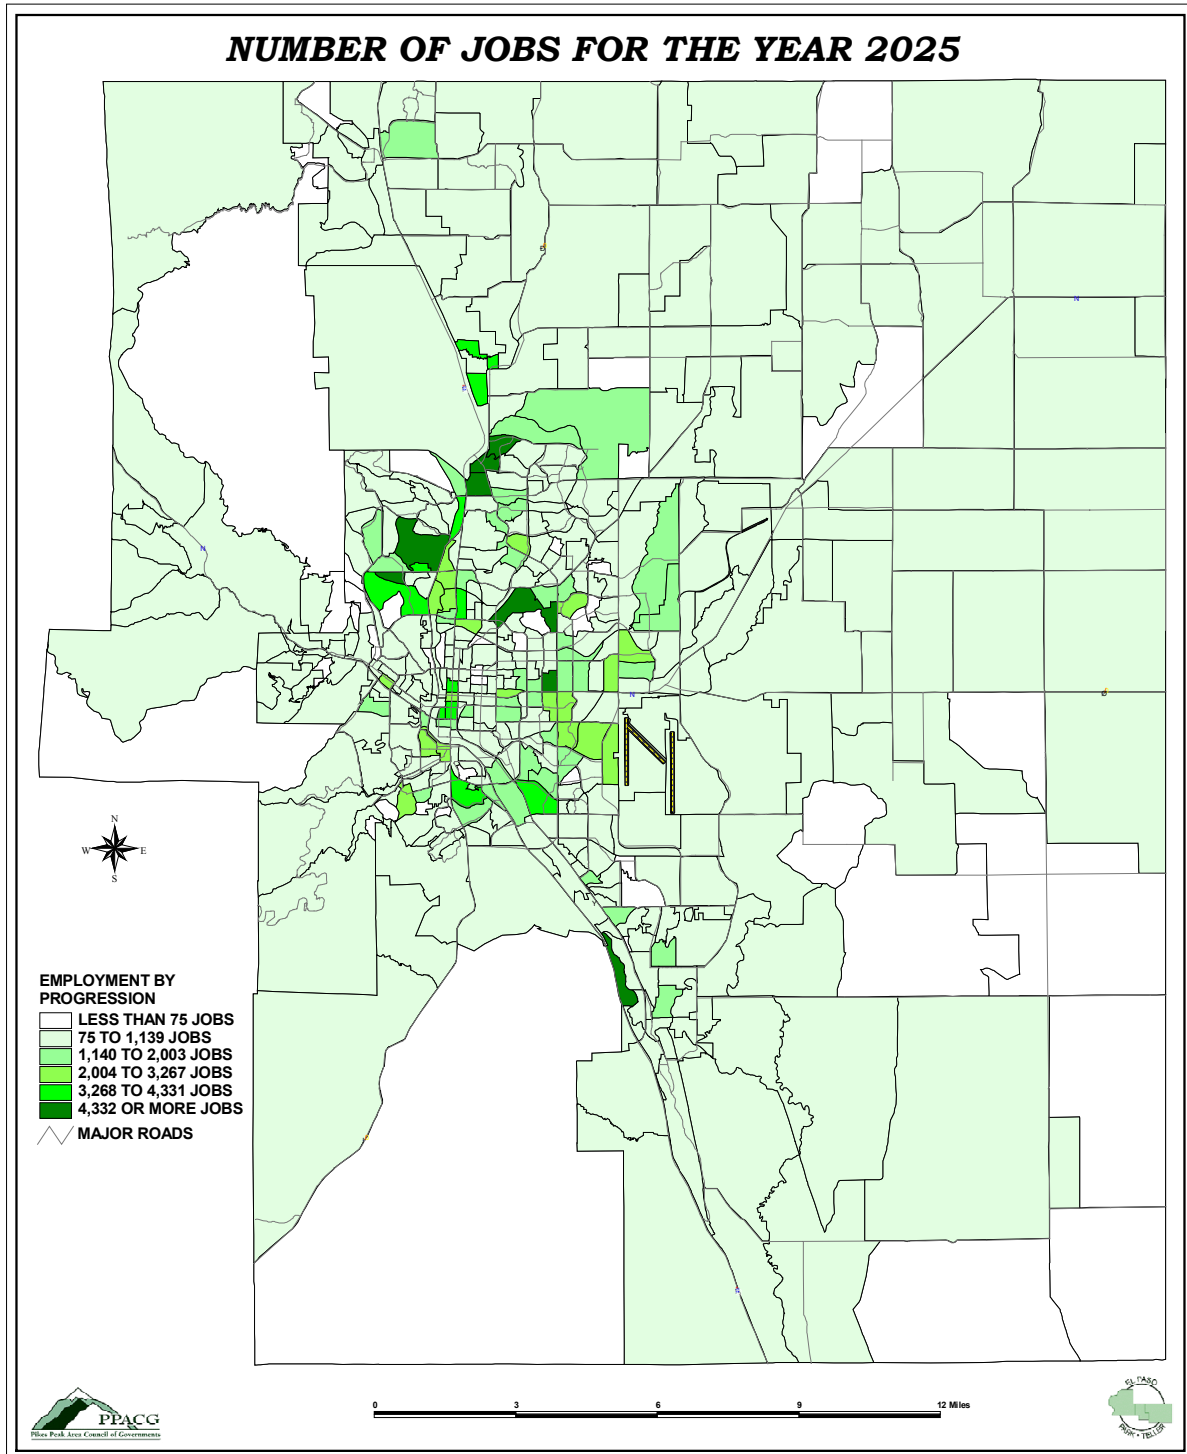 NUMBER OF JOBS FOR THE YEAR 2025
N
N
N
W E
S
N
EMPLOYMENT BY
PROGRESSION
LESS THAN 75 JOBS
75 TO 1,139 JOBS
1,140 TO 2,003 JOBS
2,004 TO 3,267 JOBS
3,268 TO 4,331 JOBS
4,332 OR MORE JOBS
MAJOR ROADS
PPACG
Pikes Peak Area Council of Governments
0 3 6 9 12 Miles
EL PASO
PARK • TELLER